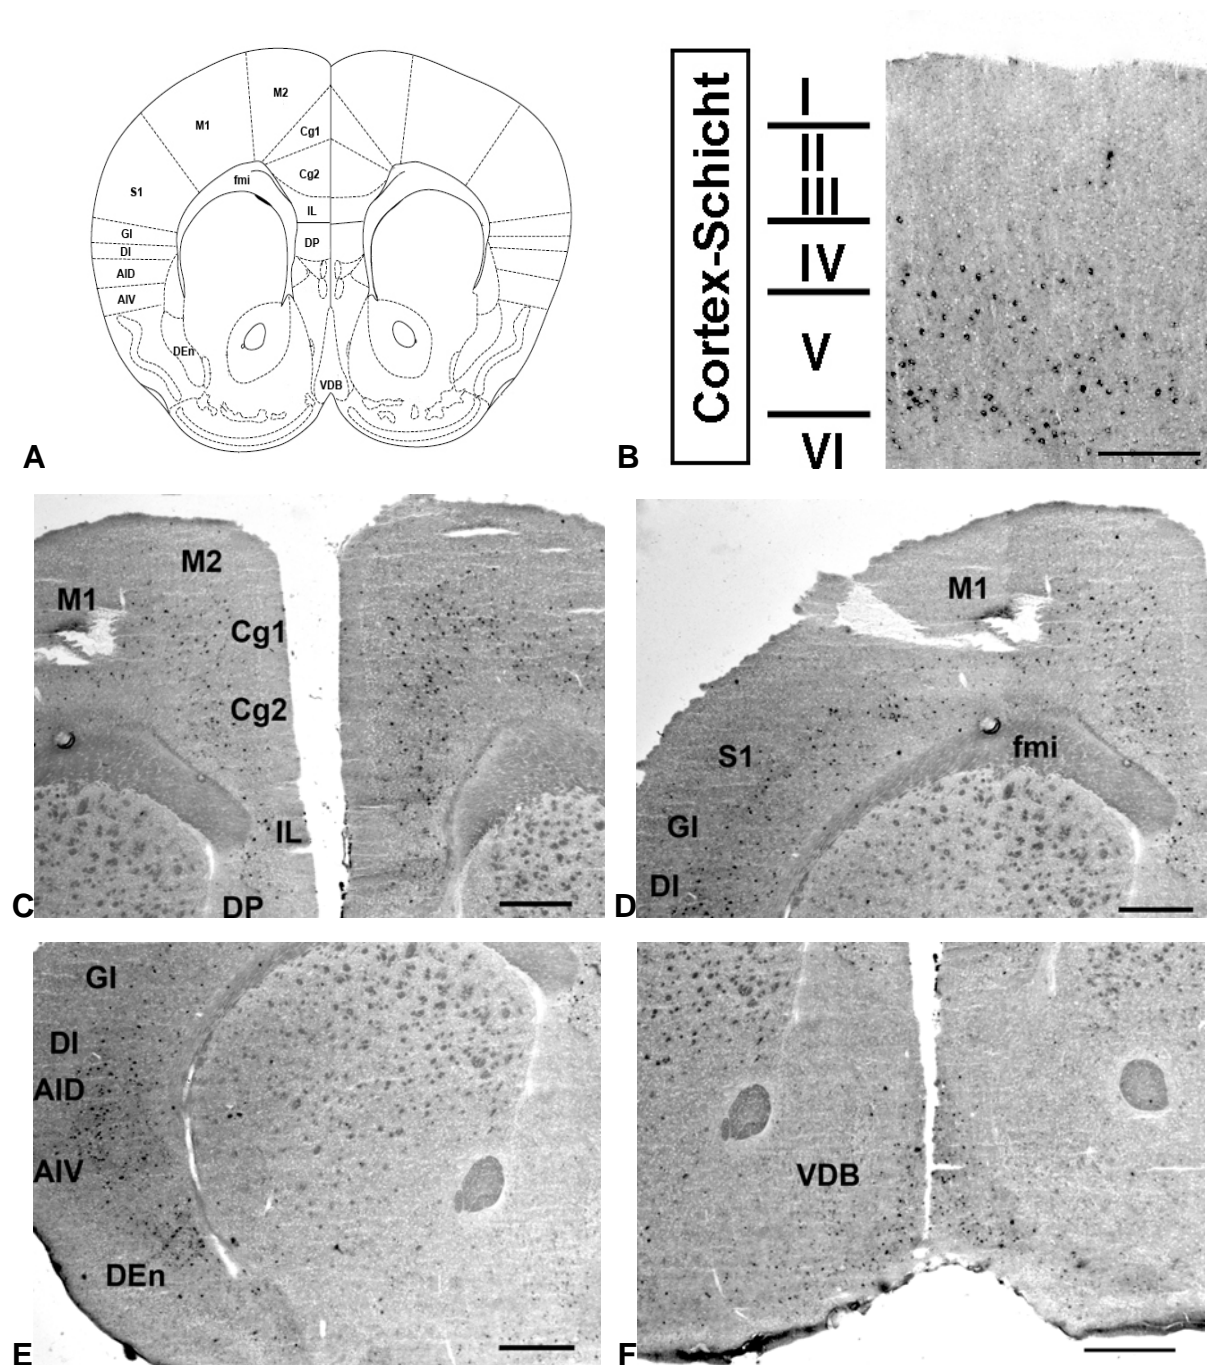 M2
M1
Cg1
Cg2
fmi
S1
IL
GI
DP
DI
AID
AIV
DEn
VDB
A
Cortex-Schicht
I
II
III
IV
V
VI
B
M2
M1
Cg1
Cg2
IL
DP
C
M1
S1
fmi
GI
DI
D
GI
DI
AID
AIV
DEn
E
VDB
F